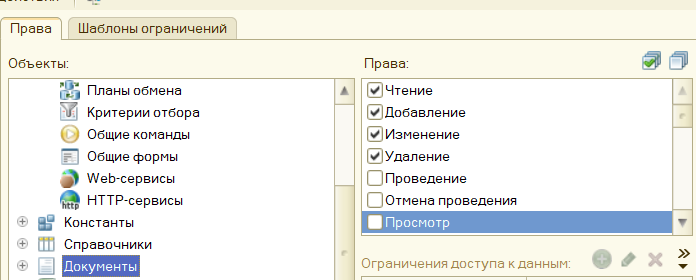 Права
Шаблоны ограничений
Объекты:
Планы обмена
Критерии отбора
Общие команды
Общие формы
Web-сервисы
http
HTTP-сервисы
Константы
Справочники
Документы
Права:
Чтение
Добавление
Изменение
Удаление
Проведение
Отмена проведения
Просмотр
Ограничения доступа к данным: